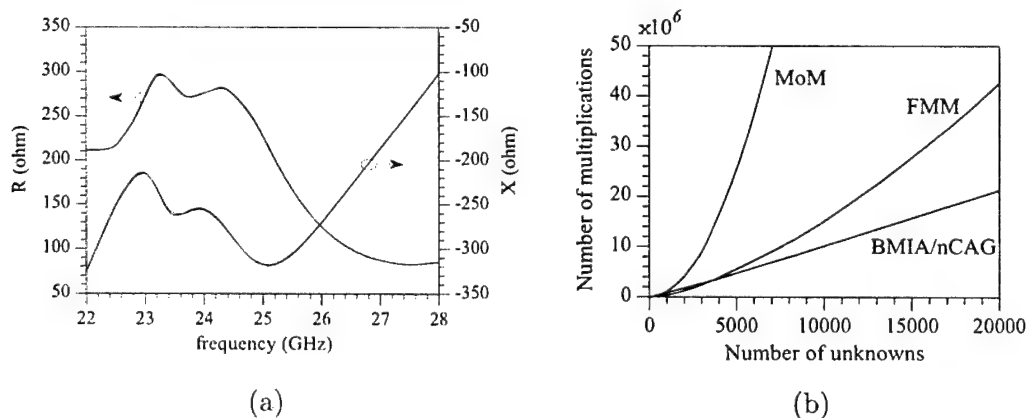 350
300
250
200
150
100
50
R (ohm)
22 23 24 25 26 27 28
frequency (GHz)
-50
-100
-150
-200
-250
-300
-350
X (ohm)
(a)
x10⁶
50
40
30
20
10
0
Number of multiplications
MoM
FMM
BMIA/nCAG
0 5000 10000 15000 20000
Number of unknowns
(b)